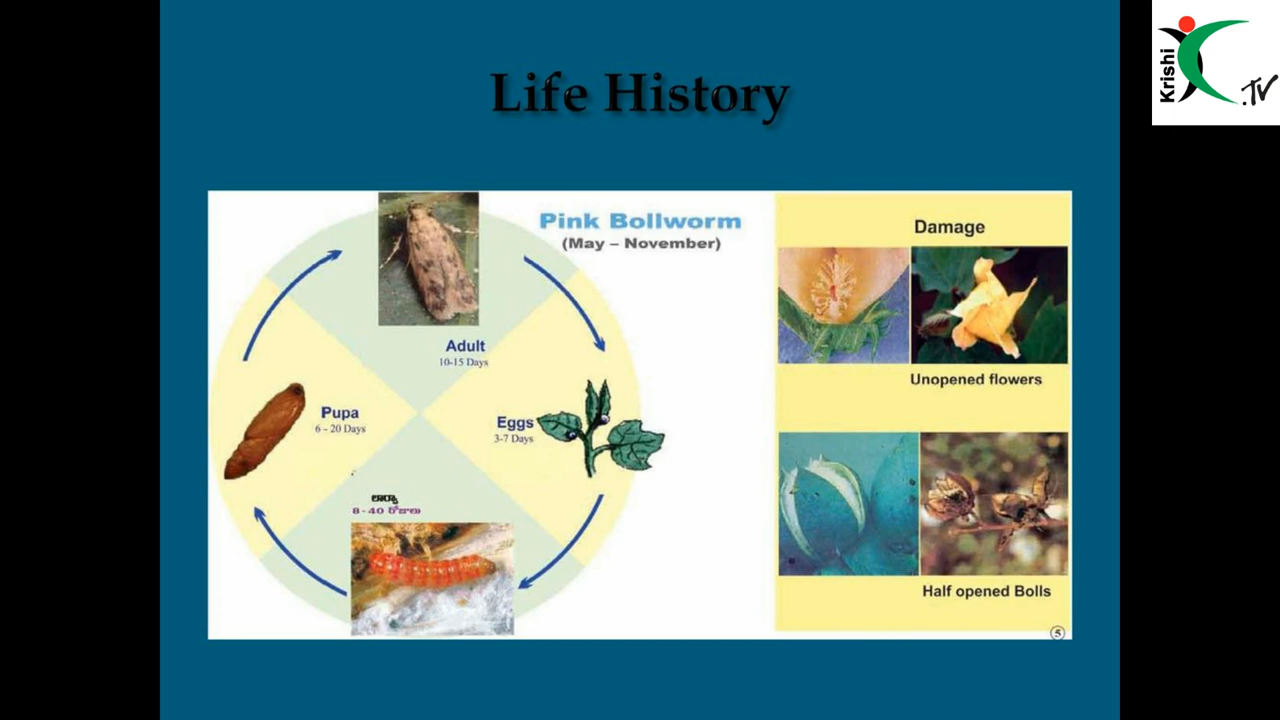 Life History
Krishi
.TV
Pink Bollworm
(May – November)
Adult
10-15 Days
Eggs
3-7 Days
లార్వా
8-40 రోజులు
Pupa
6 - 20 Days
Damage
Unopened flowers
Half opened Bolls
5